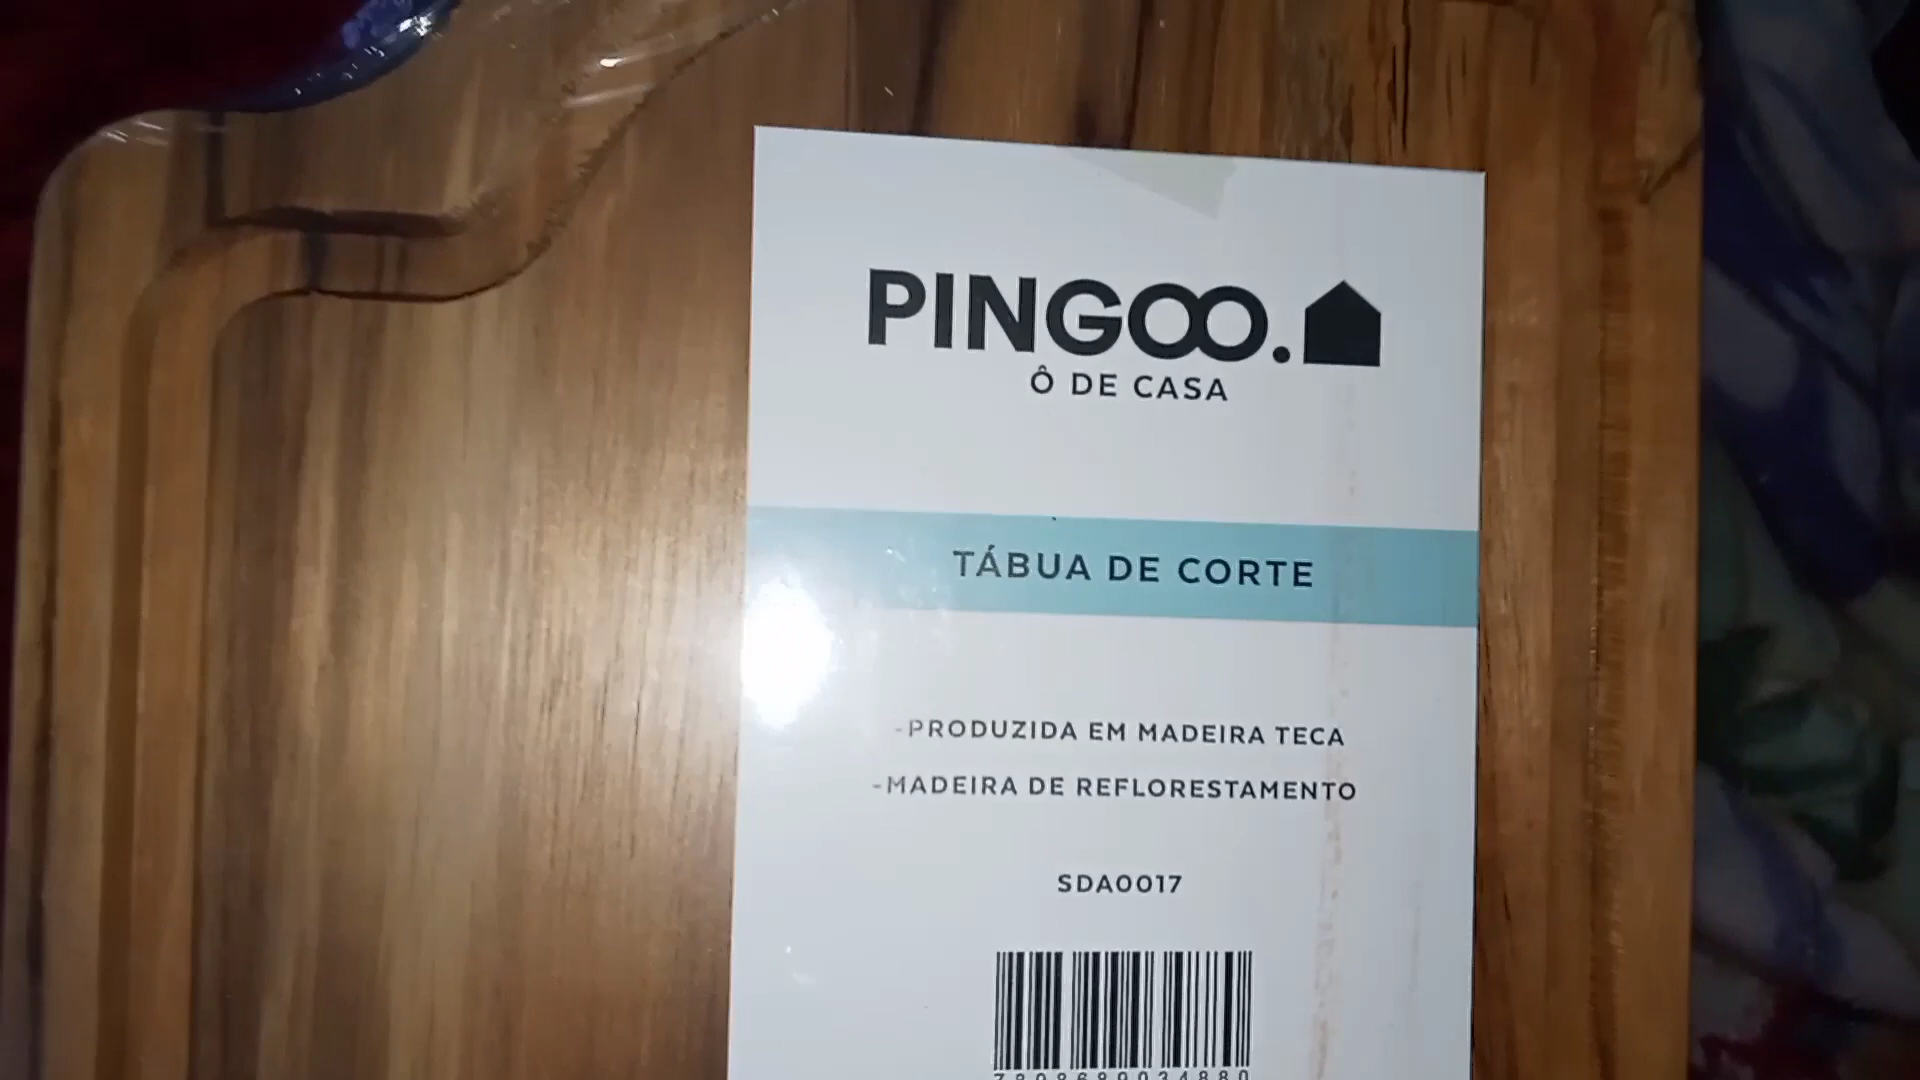 PINGOO.
Ô DE CASA
TÁBUA DE CORTE
-PRODUZIDA EM MADEIRA TECA
-MADEIRA DE REFLORESTAMENTO
SDA0017